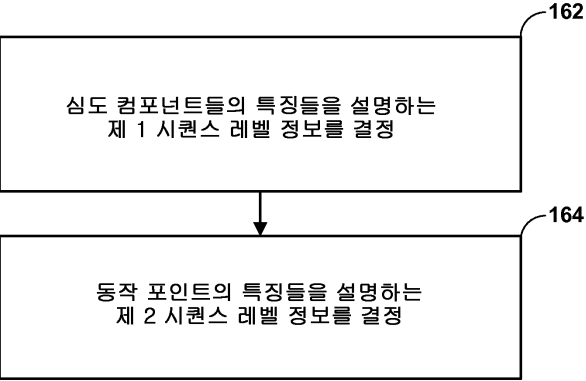 162
심도 컴포넌트들의 특징들을 설명하는
제 1 시퀀스 레벨 정보를 결정
164
동작 포인트의 특징들을 설명하는
제 2 시퀀스 레벨 정보를 결정